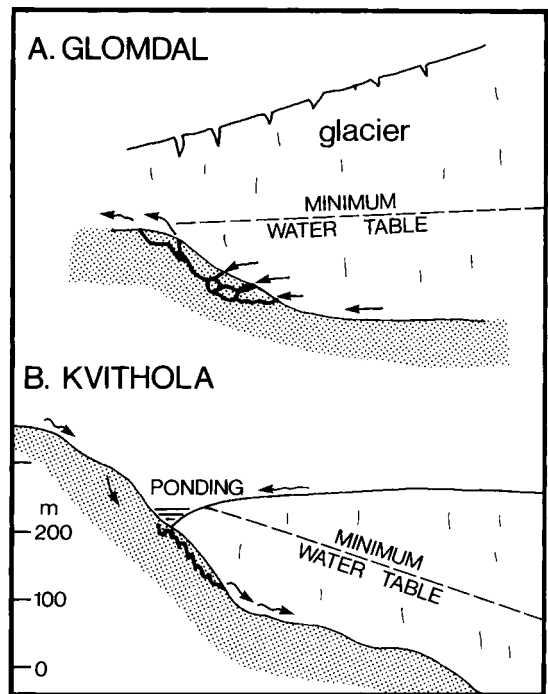 A. GLOMDAL
glacier
MINIMUM
WATER TABLE
B. KVITHOLA
PONDING
m
200
MINIMUM
WATER TABLE
100
0